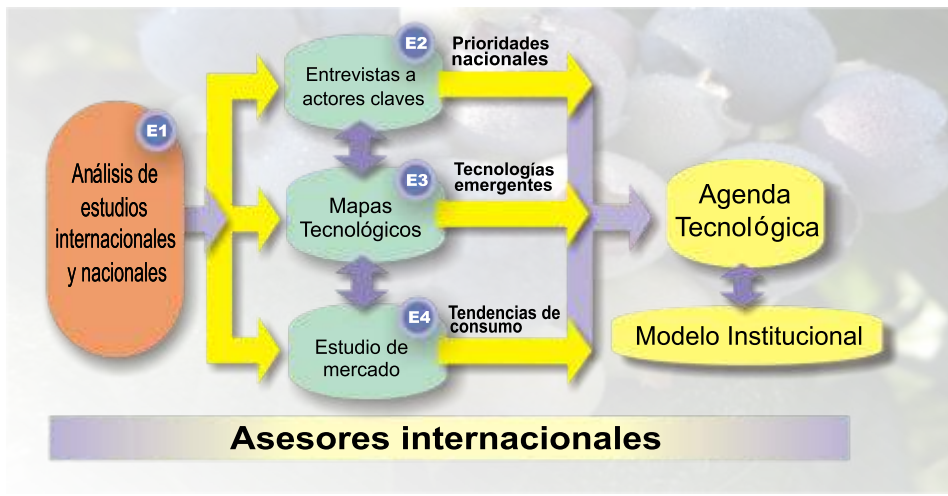 E1
Análisis de
estudios
internacionales
y nacionales
E2
Entrevistas a
actores claves
Prioridades
nacionales
E3
Mapas
Tecnológicos
Tecnologías
emergentes
E4
Estudio de
mercado
Tendencias de
consumo
Agenda
Tecnológica
Modelo Institucional
Asesores internacionales